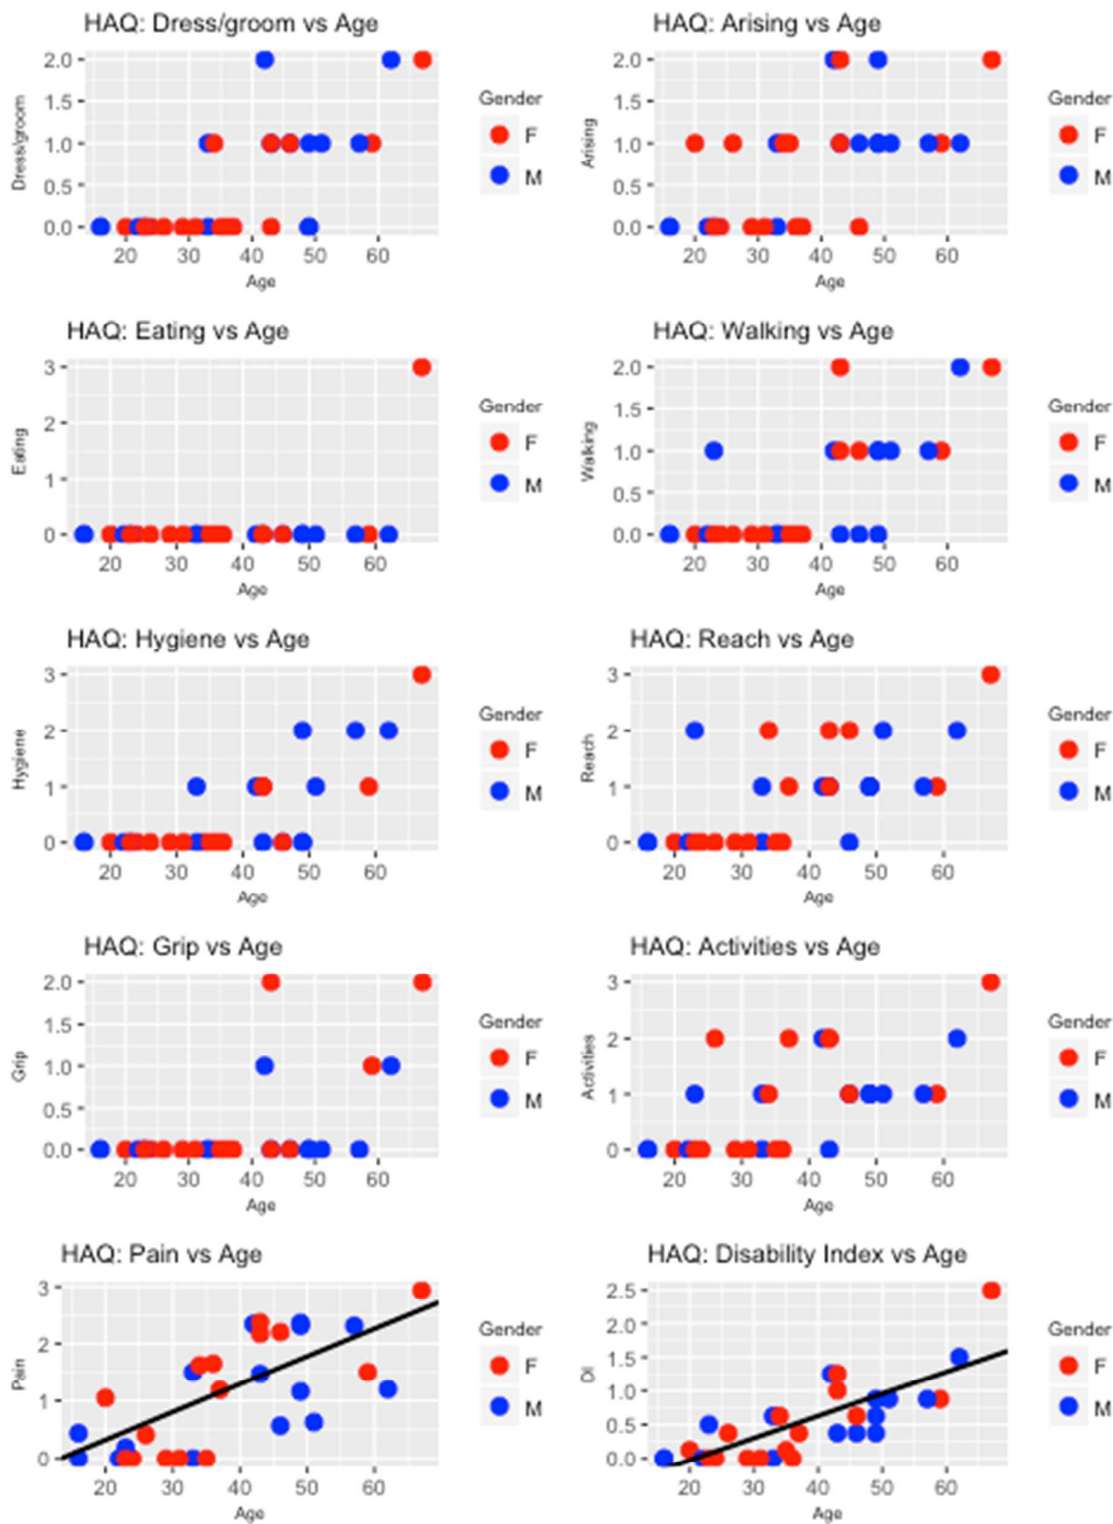 HAQ: Dress/groom vs Age
Dress/groom
2.0
1.5
1.0
0.5
0.0
20 30 40 50 60
Age
Gender
F
M
HAQ: Arising vs Age
Arising
2.0
1.5
1.0
0.5
0.0
20 30 40 50 60
Age
Gender
F
M
HAQ: Eating vs Age
Eating
3
2
1
0
20 30 40 50 60
Age
Gender
F
M
HAQ: Walking vs Age
Walking
2.0
1.5
1.0
0.5
0.0
20 30 40 50 60
Age
Gender
F
M
HAQ: Hygiene vs Age
Hygiene
3
2
1
0
20 30 40 50 60
Age
Gender
F
M
HAQ: Reach vs Age
Reach
3
2
1
0
20 30 40 50 60
Age
Gender
F
M
HAQ: Grip vs Age
Grip
2.0
1.5
1.0
0.5
0.0
20 30 40 50 60
Age
Gender
F
M
HAQ: Activities vs Age
Activities
3
2
1
0
20 30 40 50 60
Age
Gender
F
M
HAQ: Pain vs Age
Pain
3
2
1
0
20 30 40 50 60
Age
Gender
F
M
HAQ: Disability Index vs Age
DI
2.5
2.0
1.5
1.0
0.5
0.0
20 30 40 50 60
Age
Gender
F
M